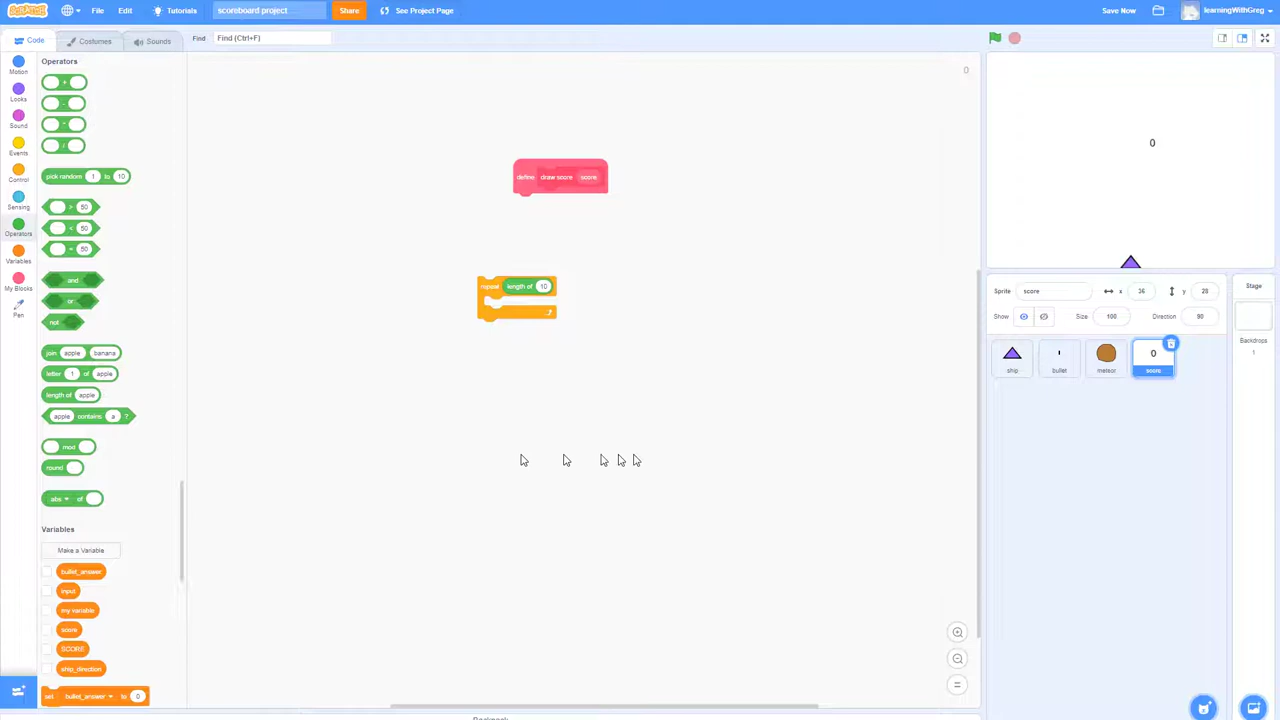 SCRATCH File Edit Tutorials scoreboard project Share See Project Page Save Now learningWithGreg
Code Costumes Sounds Find Find (Ctrl+F)
Motion
Looks
Sound
Events
Control
Sensing
Operators
Variables
My Blocks
Pen
Operators
+
-
*
/
pick random 1 to 10
> 50
< 50
= 50
and
or
not
join apple banana
letter 1 of apple
length of apple
apple contains a ?
mod
round
abs of
Variables
Make a Variable
bullet_answer
input
my variable
score
SCORE
ship_direction
set bullet_answer to 0
0
define draw score score
repeat length of 10
0
Sprite score x 36 y 28
Show Size 100 Direction 90
ship
bullet
meteor
0
score
Stage
Backdrops
1